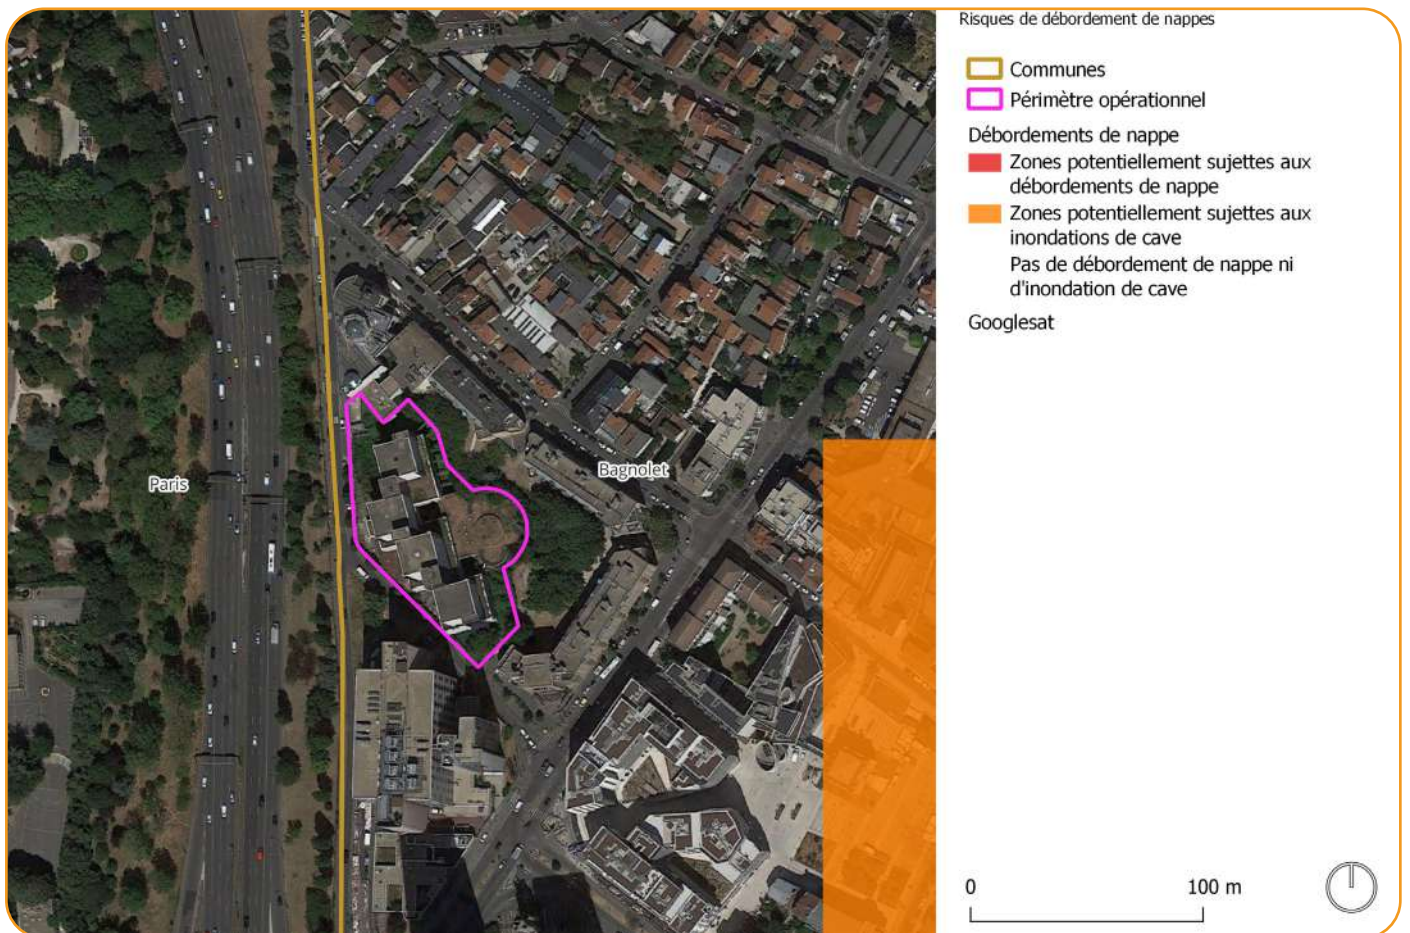 Risques de débordement de nappes
Communes
Périmètre opérationnel
Débordements de nappe
Zones potentiellement sujettes aux
débordements de nappe
Zones potentiellement sujettes aux
inondations de cave
Pas de débordement de nappe ni
d'inondation de cave
Googlesat
Paris
Bagnolet
0 100 m